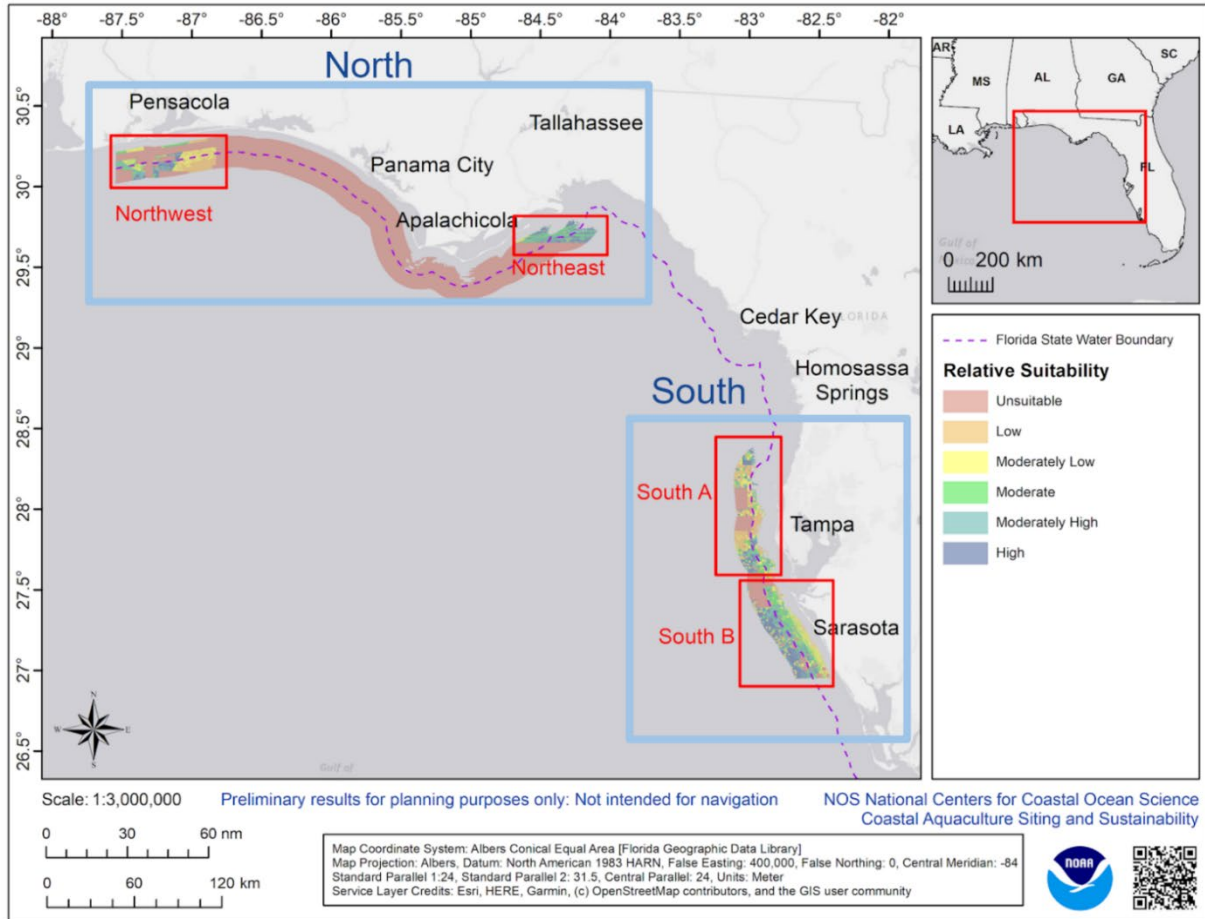 -88 -87.5 -87 -86.5 -86 -85.5 -85 -84.5 -84 -83.5 -83 -82.5 -82
North
Pensacola
Tallahassee
Panama City
Northwest
Apalachicola
Northeast
Cedar Key
FLORIDA
Homosassa
Springs
South
South A
Tampa
South B
Sarasota
30.5°
30°
29.5°
29°
28.5°
28°
27.5°
27°
26.5°
N
W E
S
Gulf of
AR
SC
MS
AL
GA
LA
FL
Gulf of
0 200 km
Florida State Water Boundary
Relative Suitability
Unsuitable
Low
Moderately Low
Moderate
Moderately High
High
Scale: 1:3,000,000
Preliminary results for planning purposes only: Not intended for navigation
NOS National Centers for Coastal Ocean Science
Coastal Aquaculture Siting and Sustainability
0 30 60 nm
0 60 120 km
Map Coordinate System: Albers Conical Equal Area [Florida Geographic Data Library]
Map Projection: Albers, Datum: North American 1983 HARN, False Easting: 400,000, False Northing: 0, Central Meridian: -84
Standard Parallel 1:24, Standard Parallel 2: 31.5, Central Parallel: 24, Units: Meter
Service Layer Credits: Esri, HERE, Garmin, (c) OpenStreetMap contributors, and the GIS user community
NOAA